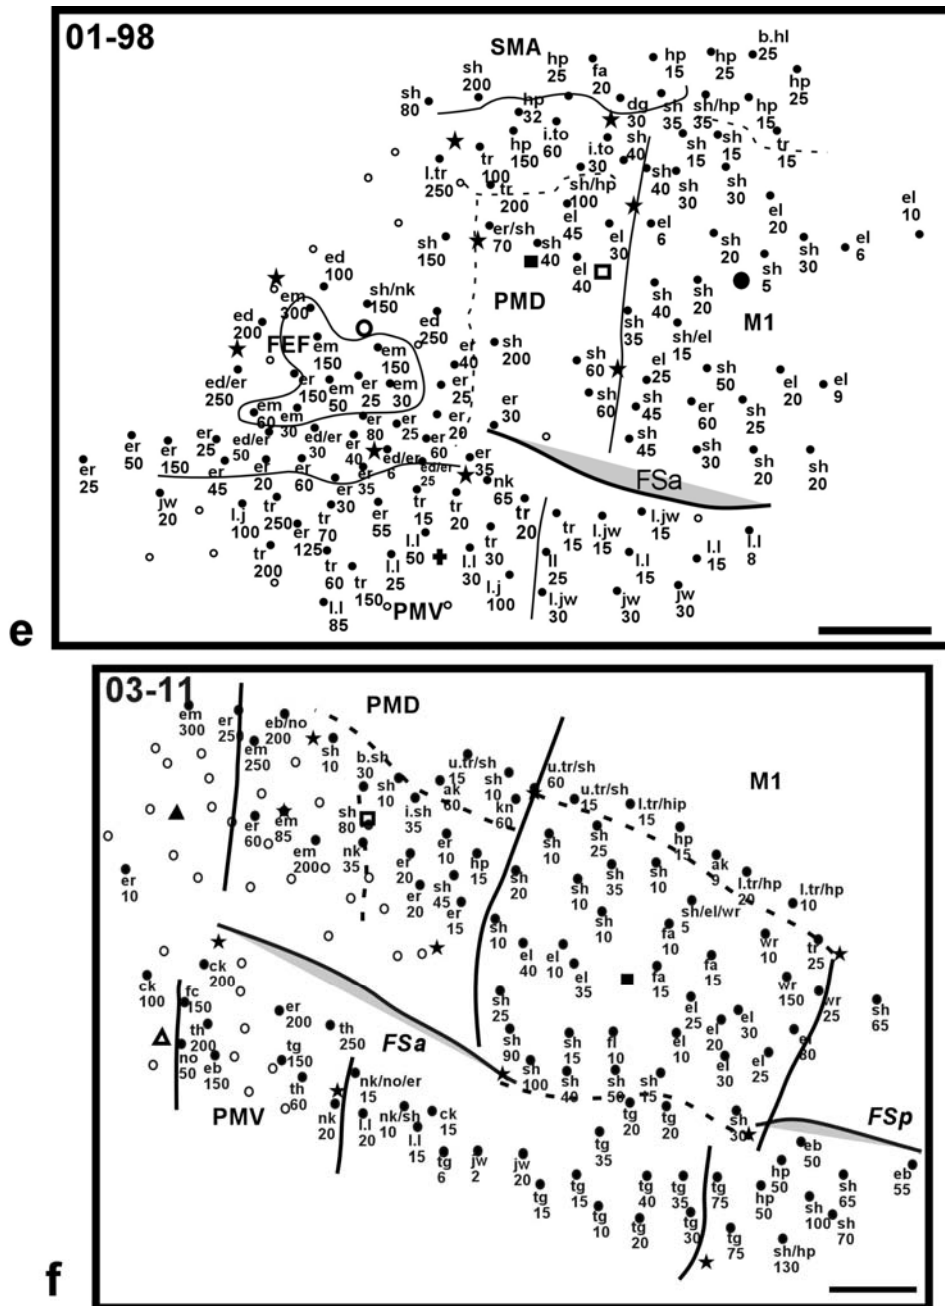 01-98
SMA
sh 80
sh 200
hp 25
fa 20
hp 15
hp 25
b.hl 25
hp 25
hp 32
dg 30
sh 35
sh/hp 35
hp 15
hp 150
i.to 60
i.to 30
sh 40
sh 15
sh 15
tr 15
l.tr 250
tr 100
tr 200
sh/hp 100
sh 40
sh 30
sh 30
el 20
el 10
sh 150
er/sh 70
sh 40
el 45
el 30
el 6
sh 20
sh 30
el 6
ed 100
el 40
sh 5
em 300
sh/nk 150
PMD
sh 40
sh 20
M1
ed 200
FEF
ed 250
sh 35
sh/el 15
em 150
em 150
er 40
sh 200
sh 60
el 25
sh 50
el 20
el 9
ed/er 250
er 150
em 50
er 25
em 30
er 25
sh 60
sh 45
er 60
sh 25
em 60
em 30
er 80
er 25
er 20
er 30
sh 45
sh 30
sh 20
sh 20
er 25
er 50
er 150
er 25
ed/er 20
ed/er 30
er 40
ed/er 6
er 60
ed/er 25
er 35
er 45
er 20
er 60
er 30
er 35
nk 65
FSa
jw 20
l.j 100
tr 250
tr 70
er 55
tr 15
tr 20
tr 20
tr 15
l.jw 15
l.jw 15
tr 200
er 125
l.l 50
tr 30
l.l 8
tr 60
tr 150
l.l 25
l.l 30
l.j 100
ll 25
l.l 15
l.l 15
l.l 85
PMV
l.jw 30
jw 30
jw 30
e
03-11
PMD
M1
em 300
er 250
eb/no 200
em 250
sh 10
b.sh 30
u.tr/sh 15
sh 10
u.tr/sh 60
sh 10
ak 60
kn 60
u.tr/sh 15
l.tr/hip 15
er 60
em 85
sh 80
i.sh 35
em 200
nk 35
er 10
hp 15
sh 10
sh 25
hp 15
er 10
er 20
sh 45
sh 20
sh 35
sh 10
ak 9
l.tr/hp 20
l.tr/hp 10
er 20
er 15
sh 10
sh 10
sh 10
sh/el/wr 5
fa 10
wr 10
tr 25
ck 100
ck 200
el 40
el 10
el 35
fa 15
fa 15
wr 150
wr 25
sh 65
fc 150
er 200
sh 25
el 25
el 20
el 30
el 80
th 200
th 250
FSa
sh 90
sh 15
fl 10
el 10
no 50
eb 150
tg 150
sh 100
sh 40
sh 50
sh 15
el 30
el 25
PMV
th 60
nk/no/er 15
nk 20
l.l 20
nk/sh 10
l.l 15
ck 15
tg 20
tg 20
sh 30
FSp
tg 6
jw 2
jw 20
tg 35
eb 50
eb 55
tg 15
tg 15
tg 40
tg 35
tg 75
hp 50
hp 50
sh 65
tg 10
tg 20
tg 30
tg 75
sh 100
sh 70
sh/hp 130
f